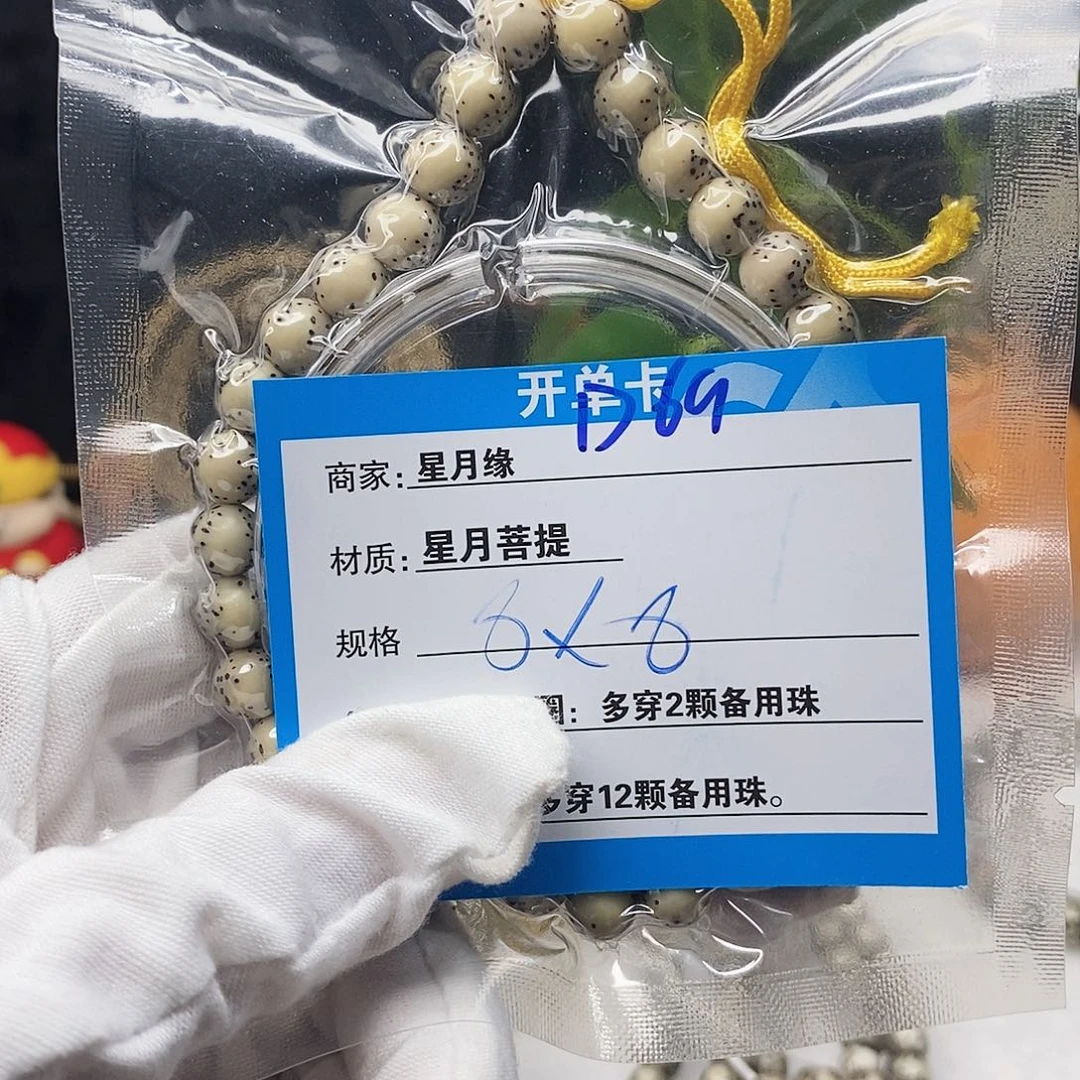 开单卡 D69
商家: 星月缘
材质: 星月菩提
规格 8×8
: 多穿2颗备用珠
多穿12颗备用珠。